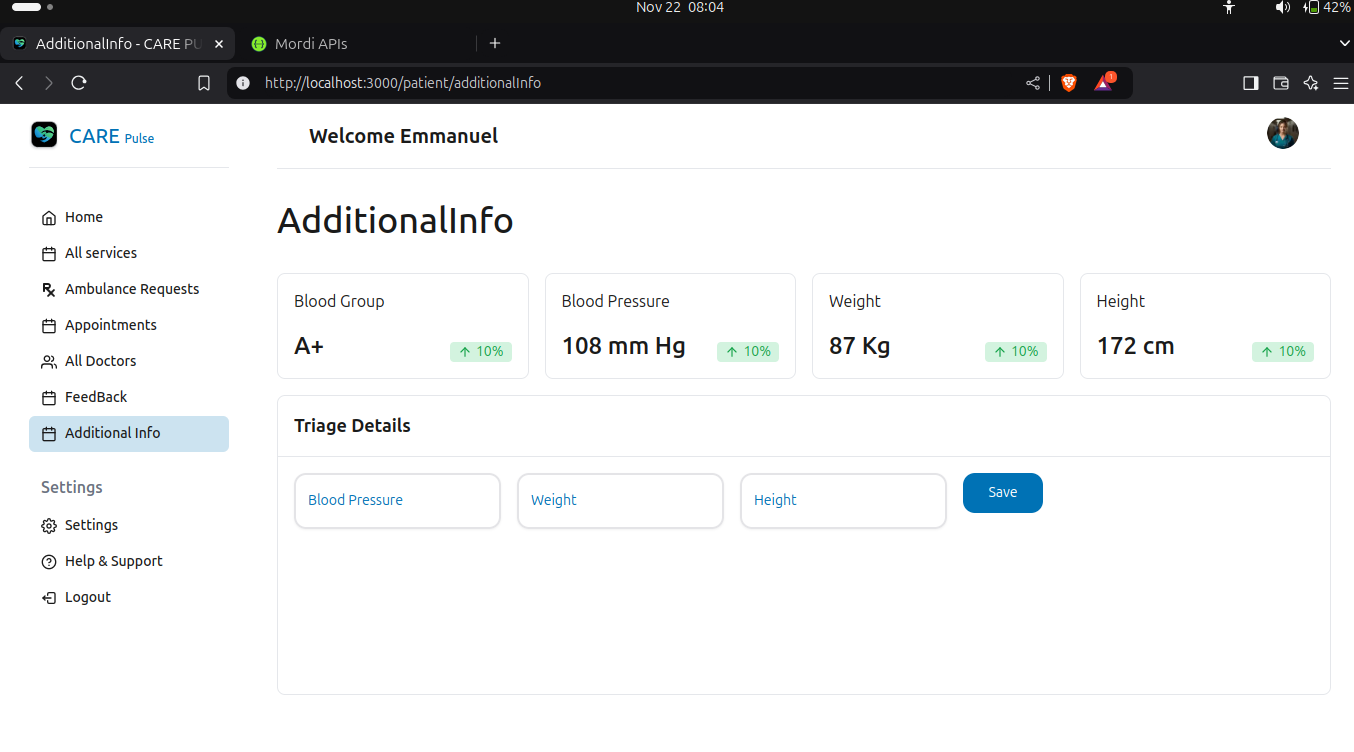 Nov 22 08:04
42%
AdditionalInfo - CARE PU
Mordi APIs
http://localhost:3000/patient/additionalInfo
1
CARE Pulse
Welcome Emmanuel
Home
All services
Ambulance Requests
Appointments
All Doctors
FeedBack
Additional Info
Settings
Settings
Help & Support
Logout
AdditionalInfo
Blood Group
A+
10%
Blood Pressure
108 mm Hg
10%
Weight
87 Kg
10%
Height
172 cm
10%
Triage Details
Blood Pressure
Weight
Height
Save